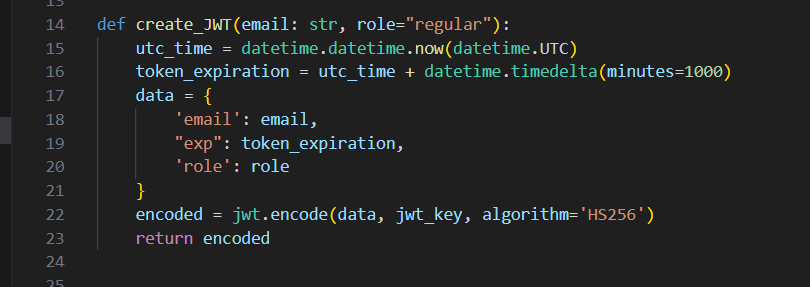 14 def create_JWT(email: str, role="regular"):
15     utc_time = datetime.datetime.now(datetime.UTC)
16     token_expiration = utc_time + datetime.timedelta(minutes=1000)
17     data = {
18         'email': email,
19         "exp": token_expiration,
20         'role': role
21     }
22     encoded = jwt.encode(data, jwt_key, algorithm='HS256')
23     return encoded
24